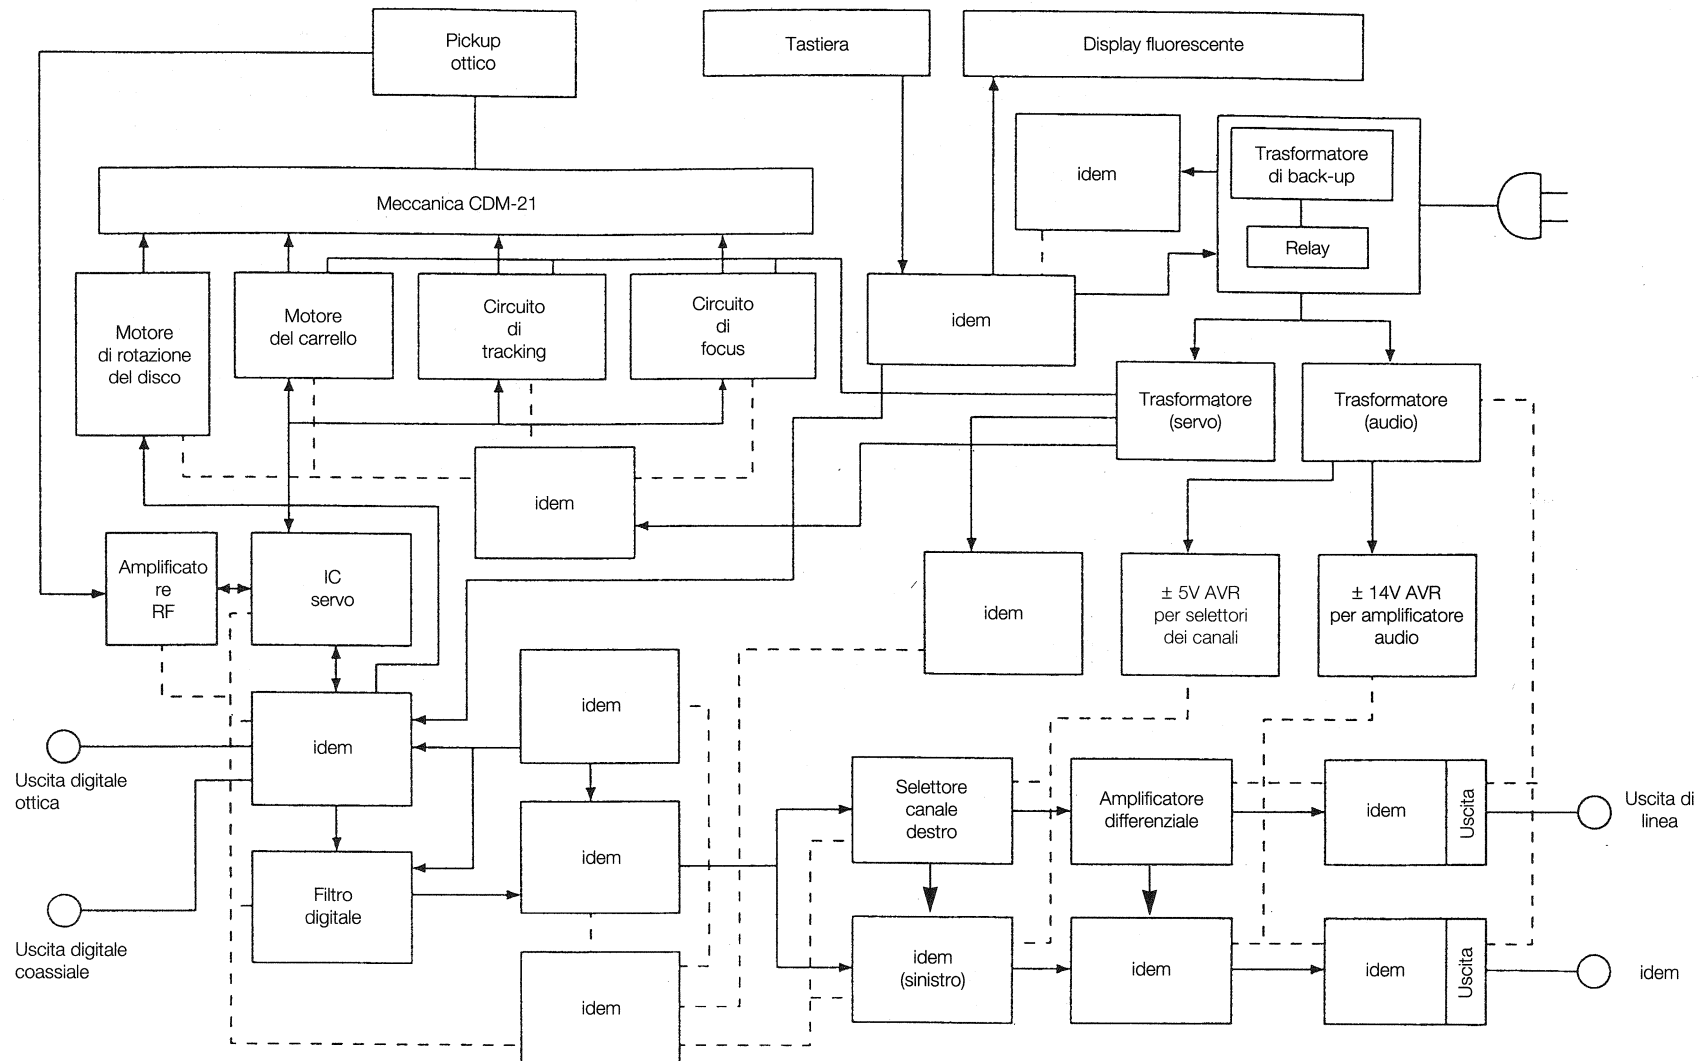 Pickup
ottico
Tastiera
Display fluorescente
idem
Trasformatore
di back-up
Relay
Meccanica CDM-21
Motore
di rotazione
del disco
Motore
del carrello
Circuito
di
tracking
Circuito
di
focus
idem
Trasformatore
(servo)
Trasformatore
(audio)
idem
Amplificato
re
RF
IC
servo
idem
± 5V AVR
per selettori
dei canali
± 14V AVR
per amplificatore
audio
idem
idem
Uscita digitale
ottica
Selettore
canale
destro
Amplificatore
differenziale
idem
Uscita
Uscita di
linea
idem
Filtro
digitale
Uscita digitale
coassiale
idem
idem
(sinistro)
idem
idem
Uscita
idem